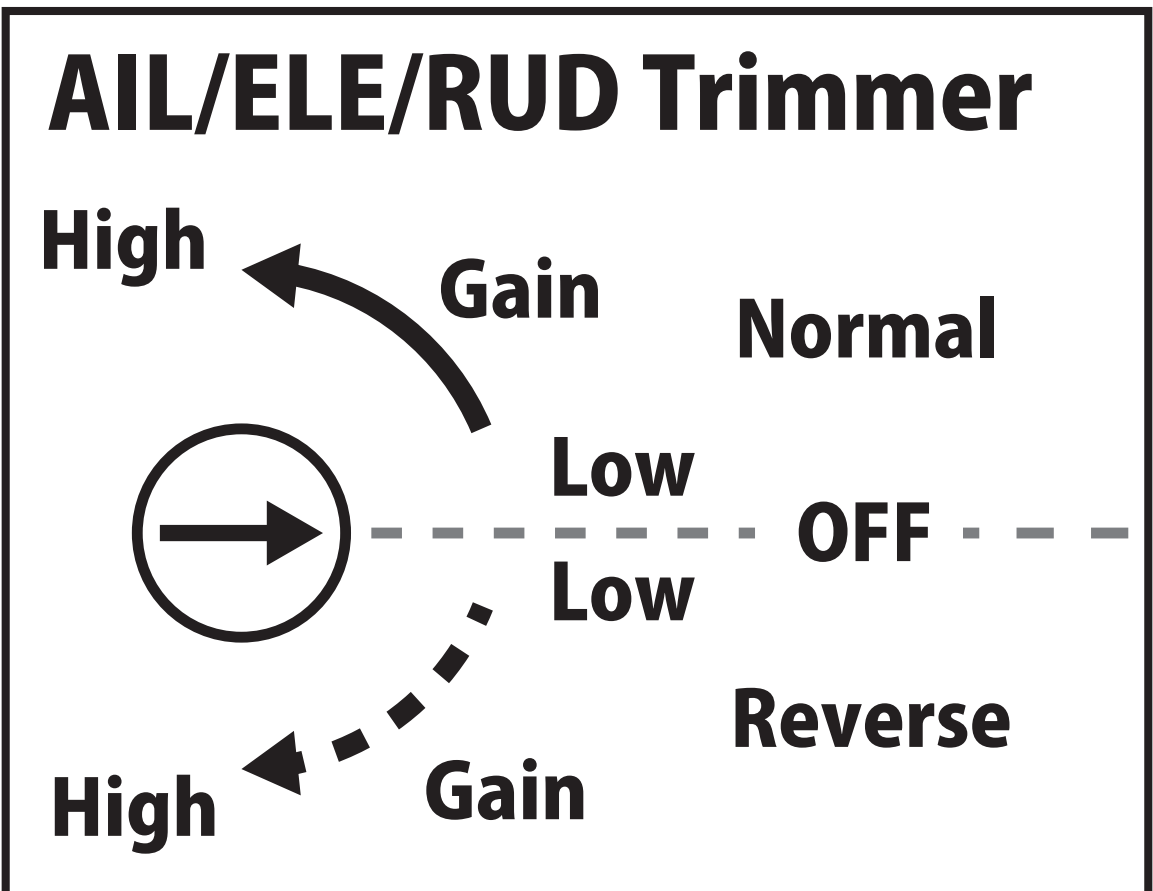 AIL/ELE/RUD Trimmer
High
Gain
Normal
Low
OFF
Low
Reverse
Gain
High